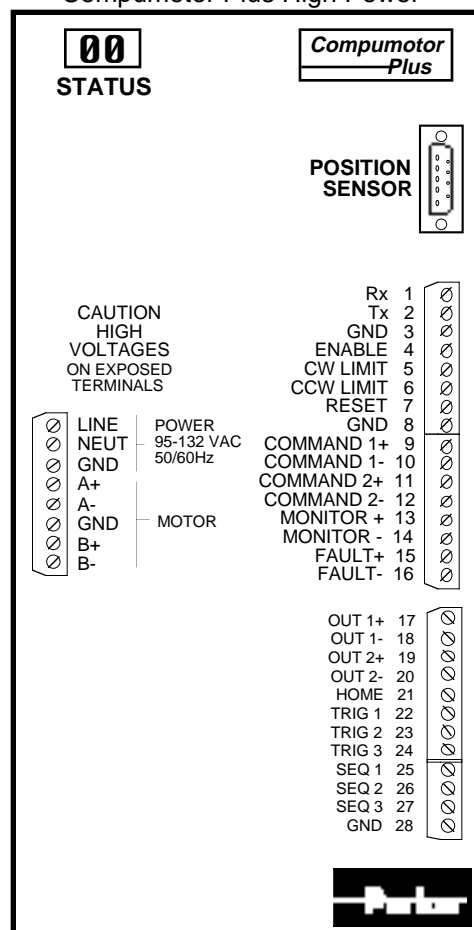 Compumotor Plus High Power
00
STATUS
Compumotor
Plus
POSITION
SENSOR
CAUTION
HIGH
VOLTAGES
ON EXPOSED
TERMINALS
LINE
NEUT
GND
A+
A-
GND
B+
B-
POWER
95-132 VAC
50/60Hz
MOTOR
Rx 1
Tx 2
GND 3
ENABLE 4
CW LIMIT 5
CCW LIMIT 6
RESET 7
GND 8
COMMAND 1+ 9
COMMAND 1- 10
COMMAND 2+ 11
COMMAND 2- 12
MONITOR + 13
MONITOR - 14
FAULT+ 15
FAULT- 16
OUT 1+ 17
OUT 1- 18
OUT 2+ 19
OUT 2- 20
HOME 21
TRIG 1 22
TRIG 2 23
TRIG 3 24
SEQ 1 25
SEQ 2 26
SEQ 3 27
GND 28
Parker